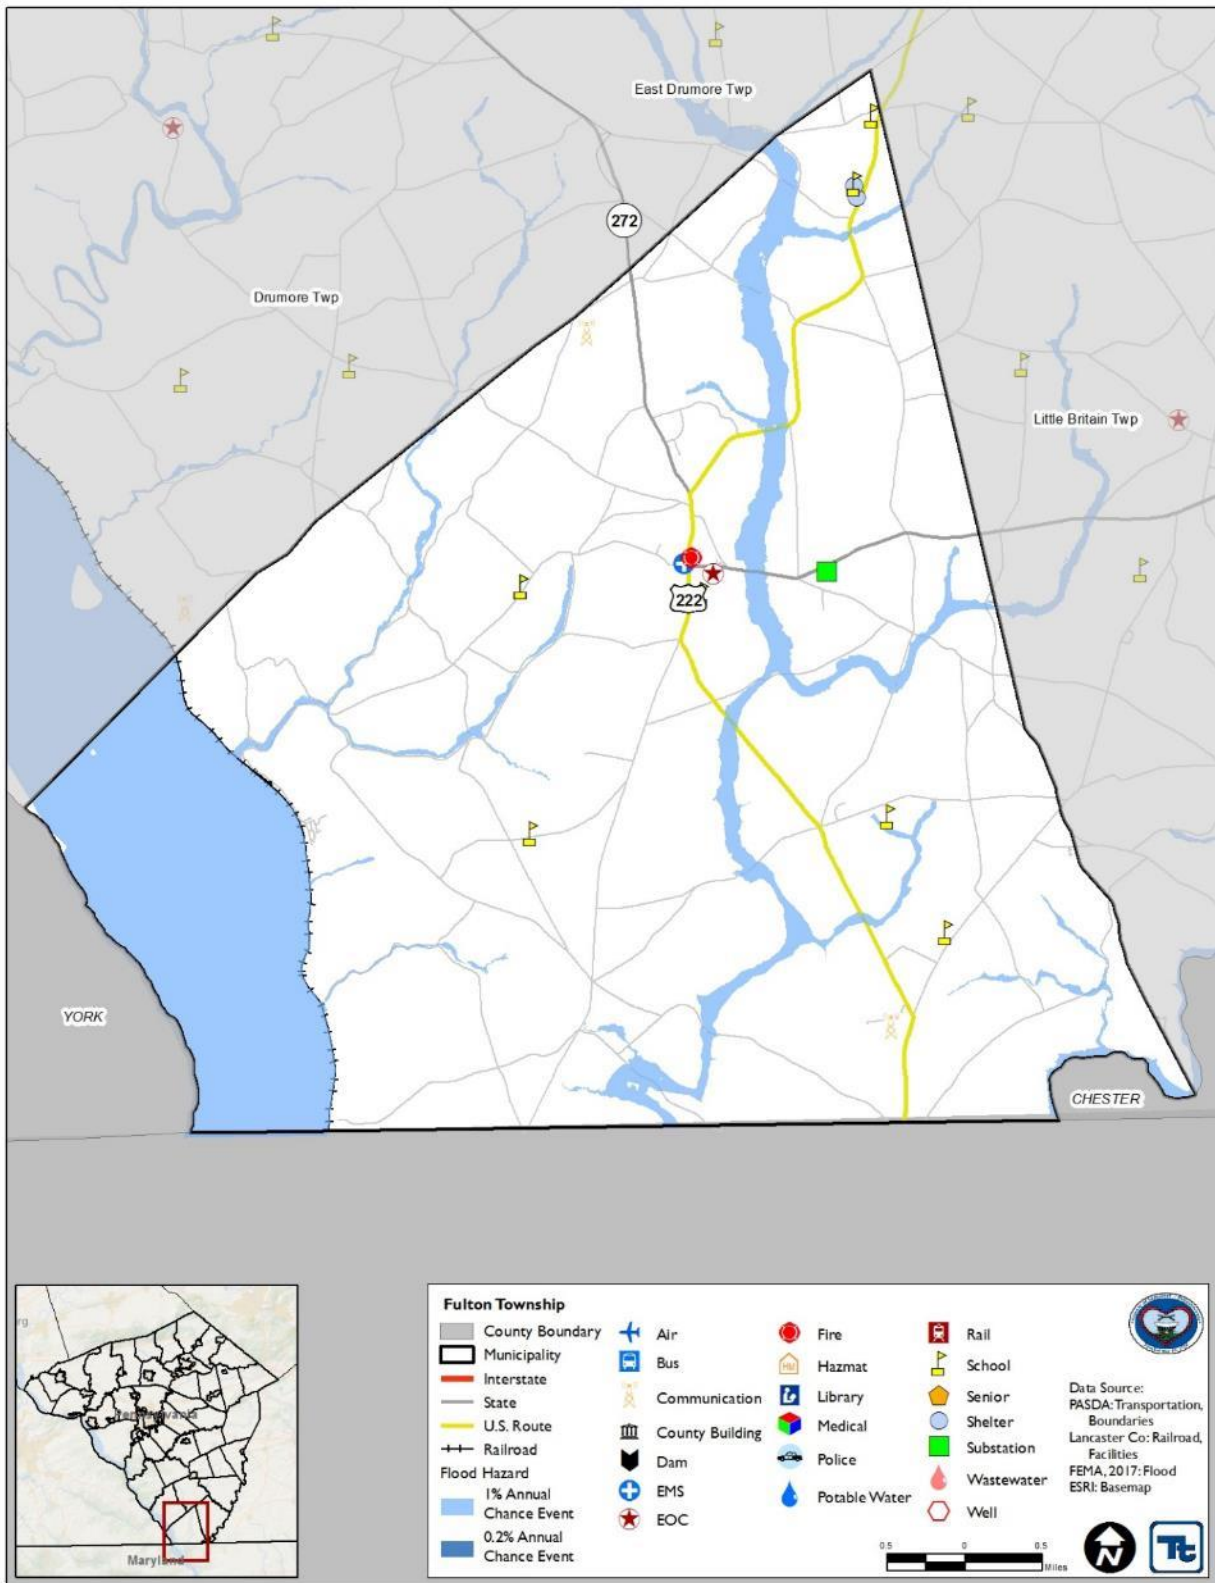 East Drumore Twp
272
Drumore Twp
Little Britain Twp
222
YORK
CHESTER
Maryland
Fulton Township
County Boundary
Municipality
Interstate
State
U.S. Route
Railroad
Flood Hazard
1% Annual
Chance Event
0.2% Annual
Chance Event
Air
Bus
Communication
County Building
Dam
EMS
EOC
Fire
Hazmat
Library
Medical
Police
Potable Water
Rail
School
Senior
Shelter
Substation
Wastewater
Well
Data Source:
PASDA: Transportation,
Boundaries
Lancaster Co: Railroad,
Facilities
FEMA, 2017: Flood
ESRI: Basemap
0.5 0 0.5
Miles
N
Tt